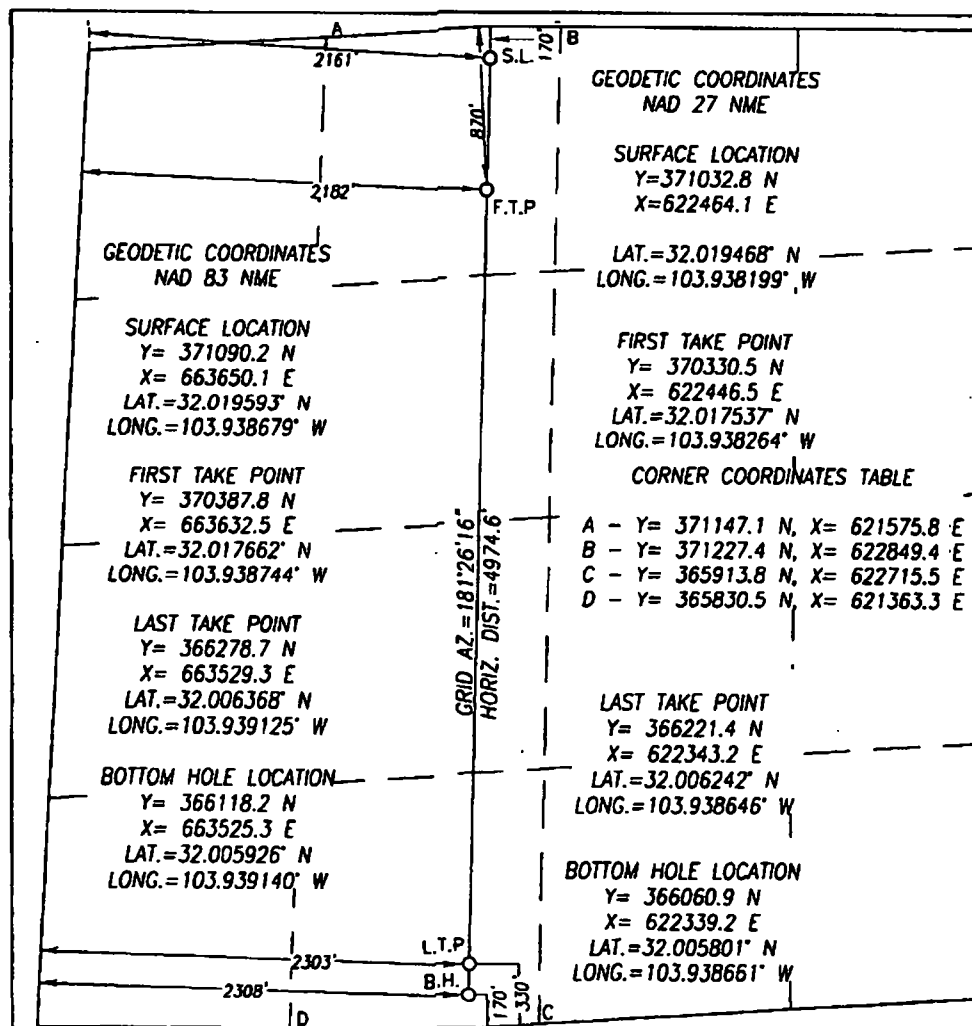 A
2161'
170'
B
S.L.
870'
2182'
F.T.P
GEODETIC COORDINATES
NAD 27 NME
SURFACE LOCATION
Y=371032.8 N
X=622464.1 E
LAT.=32.019468° N
LONG.=103.938199° W
FIRST TAKE POINT
Y= 370330.5 N
X= 622446.5 E
LAT.=32.017537° N
LONG.=103.938264° W
CORNER COORDINATES TABLE
A - Y= 371147.1 N, X= 621575.8 E
B - Y= 371227.4 N, X= 622849.4 E
C - Y= 365913.8 N, X= 622715.5 E
D - Y= 365830.5 N, X= 621363.3 E
LAST TAKE POINT
Y= 366221.4 N
X= 622343.2 E
LAT.=32.006242° N
LONG.=103.938646° W
BOTTOM HOLE LOCATION
Y= 366060.9 N
X= 622339.2 E
LAT.=32.005801° N
LONG.=103.938661° W
GEODETIC COORDINATES
NAD 83 NME
SURFACE LOCATION
Y= 371090.2 N
X= 663650.1 E
LAT.=32.019593° N
LONG.=103.938679° W
FIRST TAKE POINT
Y= 370387.8 N
X= 663632.5 E
LAT.=32.017662° N
LONG.=103.938744° W
LAST TAKE POINT
Y= 366278.7 N
X= 663529.3 E
LAT.=32.006368° N
LONG.=103.939125° W
BOTTOM HOLE LOCATION
Y= 366118.2 N
X= 663525.3 E
LAT.=32.005926° N
LONG.=103.939140° W
GRID AZ.=181°26'16"
HORIZ. DIST.=4974.6'
L.T.P
2303'
B.H.
2308'
170'
330'
D
C